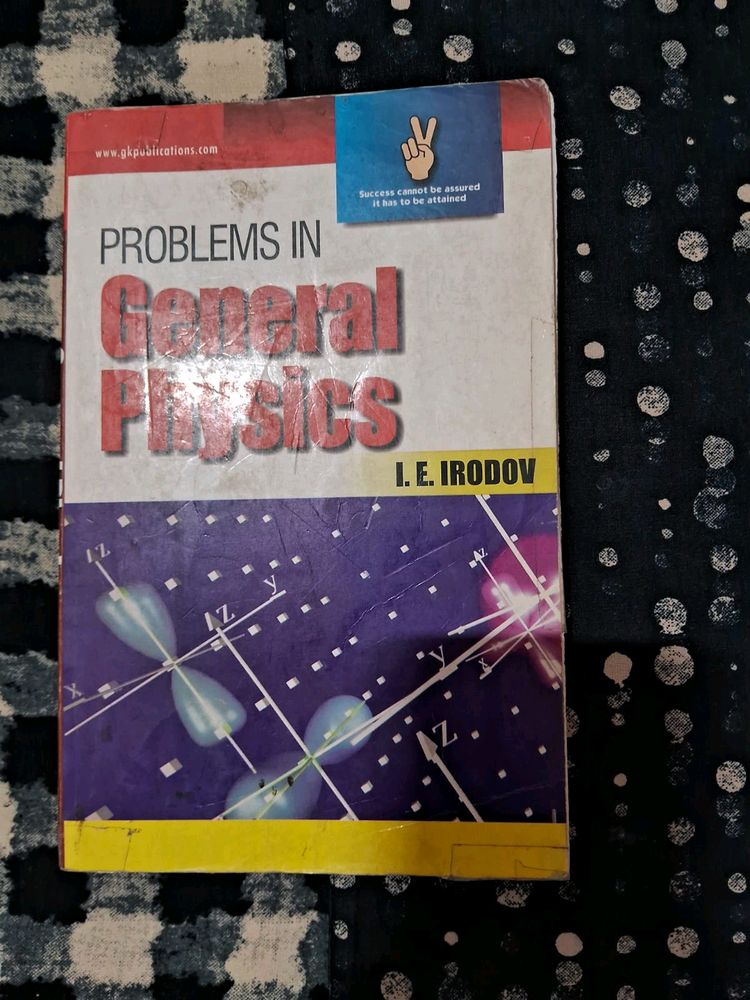 www.gkpublications.com
Success cannot be assured
it has to be attained
PROBLEMS IN
General
Physics
I. E. IRODOV
z
z
y
z
x
y
x
Z